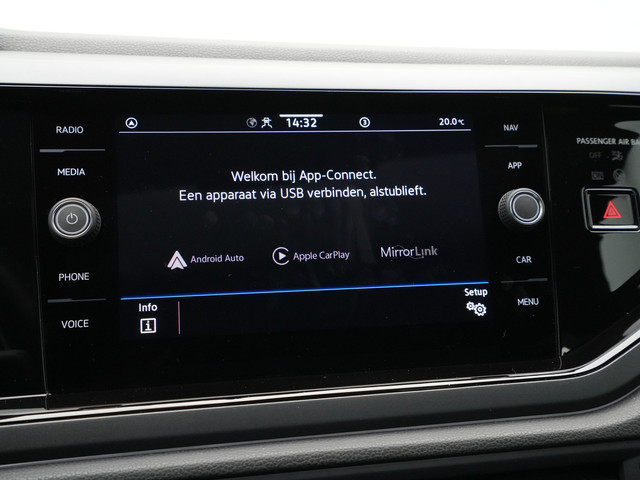 RADIO
MEDIA
PHONE
VOICE
14:32
3
20.0°C
Welkom bij App-Connect.
Een apparaat via USB verbinden, alstublieft.
Android Auto
Apple CarPlay
MirrorLink
Info
Setup
NAV
APP
CAR
MENU
PASSENGER AIR BA
OFF